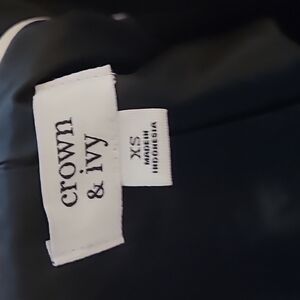 crown
& ivy
XS
MADE IN
INDONESIA